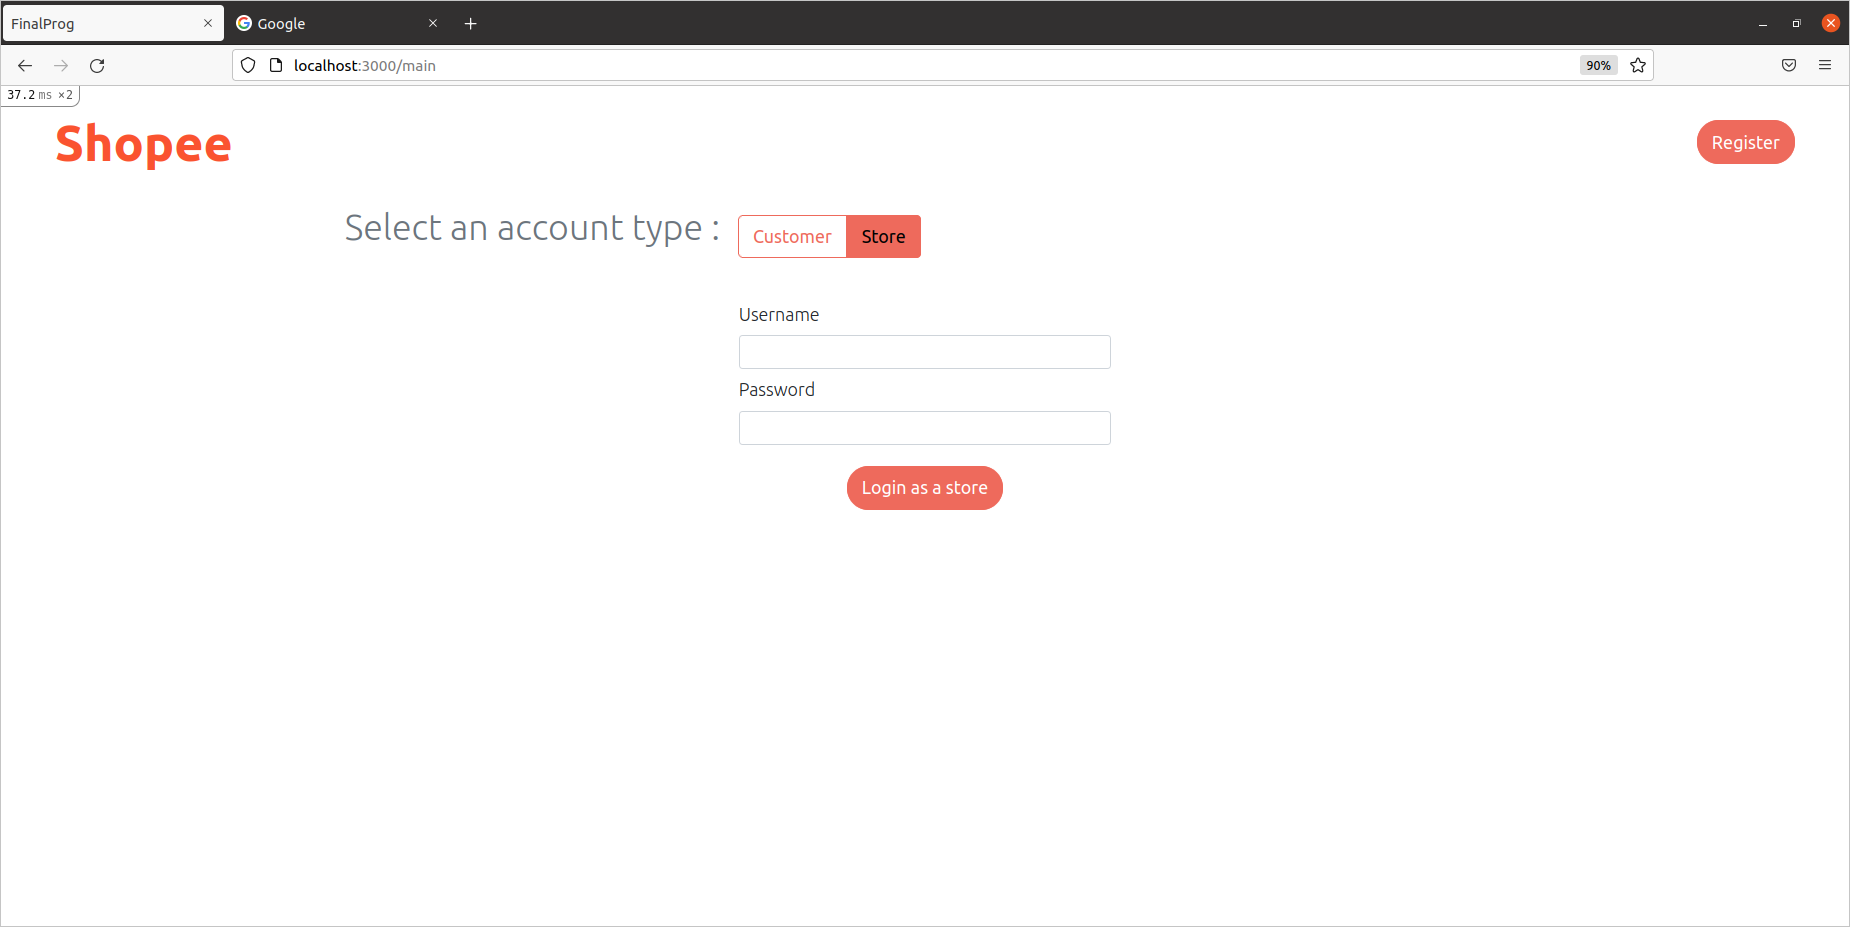 FinalProg
Google
localhost:3000/main
90%
37.2 ms ×2
Shopee
Register
Select an account type :
Customer
Store
Username
Password
Login as a store